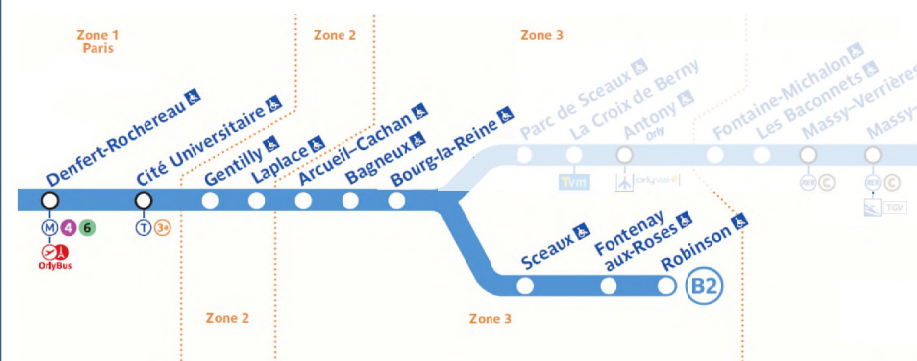 Zone 1
Paris
Zone 2
Zone 3
Denfert-Rochereau
Cité Universitaire
Gentilly
Laplace
Arcueil–Cachan
Bagneux
Bourg-la-Reine
Parc de Sceaux
La Croix de Berny
Antony
Orly
Fontaine-Michalon
Les Baconnets
Massy–Verrières
Massy
M 4 6
OrlyBus
T 3a
Tvm
orlyval
RER C
RER C
TGV
Sceaux
Fontenay
aux-Roses
Robinson
B2
Zone 2
Zone 3